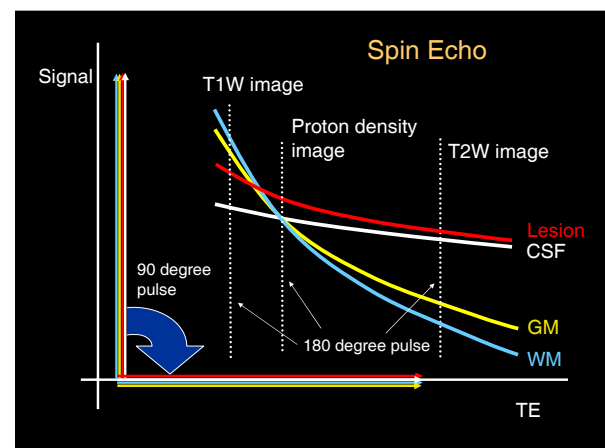 Spin Echo
Signal
T1W image
Proton density
image
T2W image
Lesion
CSF
90 degree
pulse
GM
180 degree pulse
WM
TE